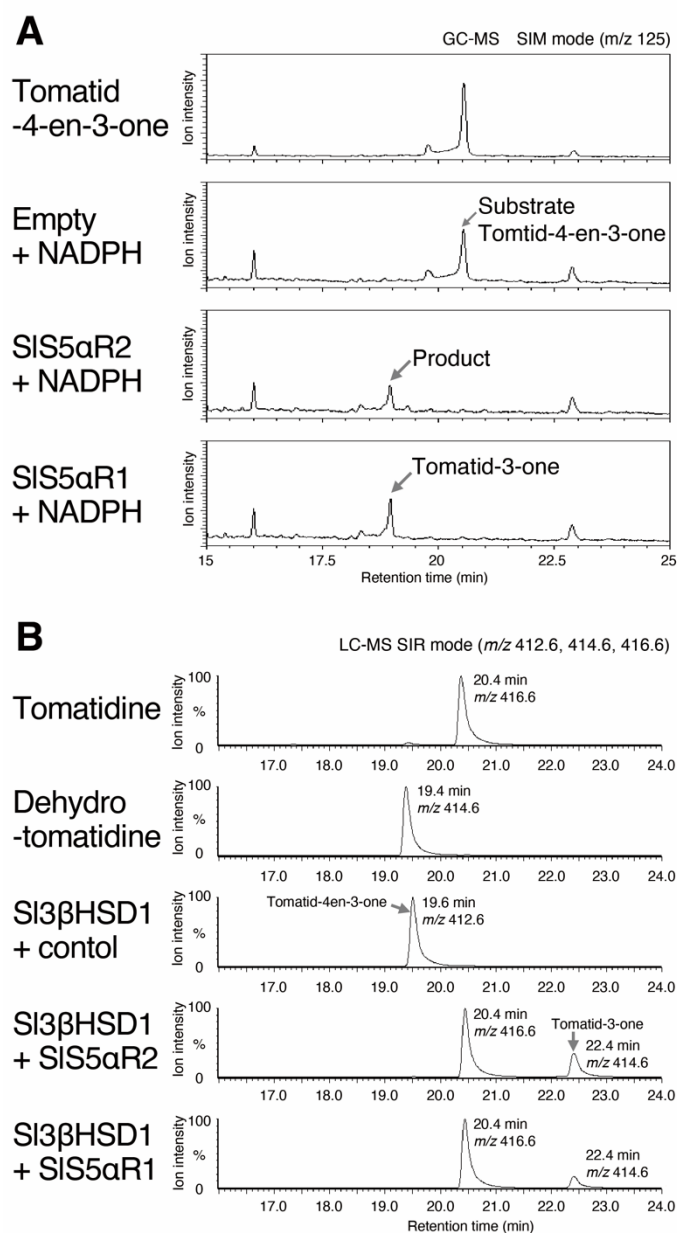 A
GC-MS SIM mode (m/z 125)
Tomatid
-4-en-3-one
Ion intensity
Empty
+ NADPH
Ion intensity
Substrate
Tomtid-4-en-3-one
SlS5αR2
+ NADPH
Ion intensity
Product
SlS5αR1
+ NADPH
Ion intensity
Tomatid-3-one
15 17.5 20 22.5 25
Retention time (min)
B
LC-MS SIR mode (m/z 412.6, 414.6, 416.6)
Tomatidine
Ion intensity
100
%
0
20.4 min
m/z 416.6
17.0 18.0 19.0 20.0 21.0 22.0 23.0 24.0
Dehydro
-tomatidine
Ion intensity
100
%
0
19.4 min
m/z 414.6
17.0 18.0 19.0 20.0 21.0 22.0 23.0 24.0
Sl3βHSD1
+ contol
Ion intensity
100
%
0
Tomatid-4en-3-one
19.6 min
m/z 412.6
17.0 18.0 19.0 20.0 21.0 22.0 23.0 24.0
Sl3βHSD1
+ SlS5αR2
Ion intensity
100
%
0
20.4 min
m/z 416.6
Tomatid-3-one
22.4 min
m/z 414.6
17.0 18.0 19.0 20.0 21.0 22.0 23.0 24.0
Sl3βHSD1
+ SlS5αR1
Ion intensity
100
%
0
20.4 min
m/z 416.6
22.4 min
m/z 414.6
17.0 18.0 19.0 20.0 21.0 22.0 23.0 24.0
Retention time (min)